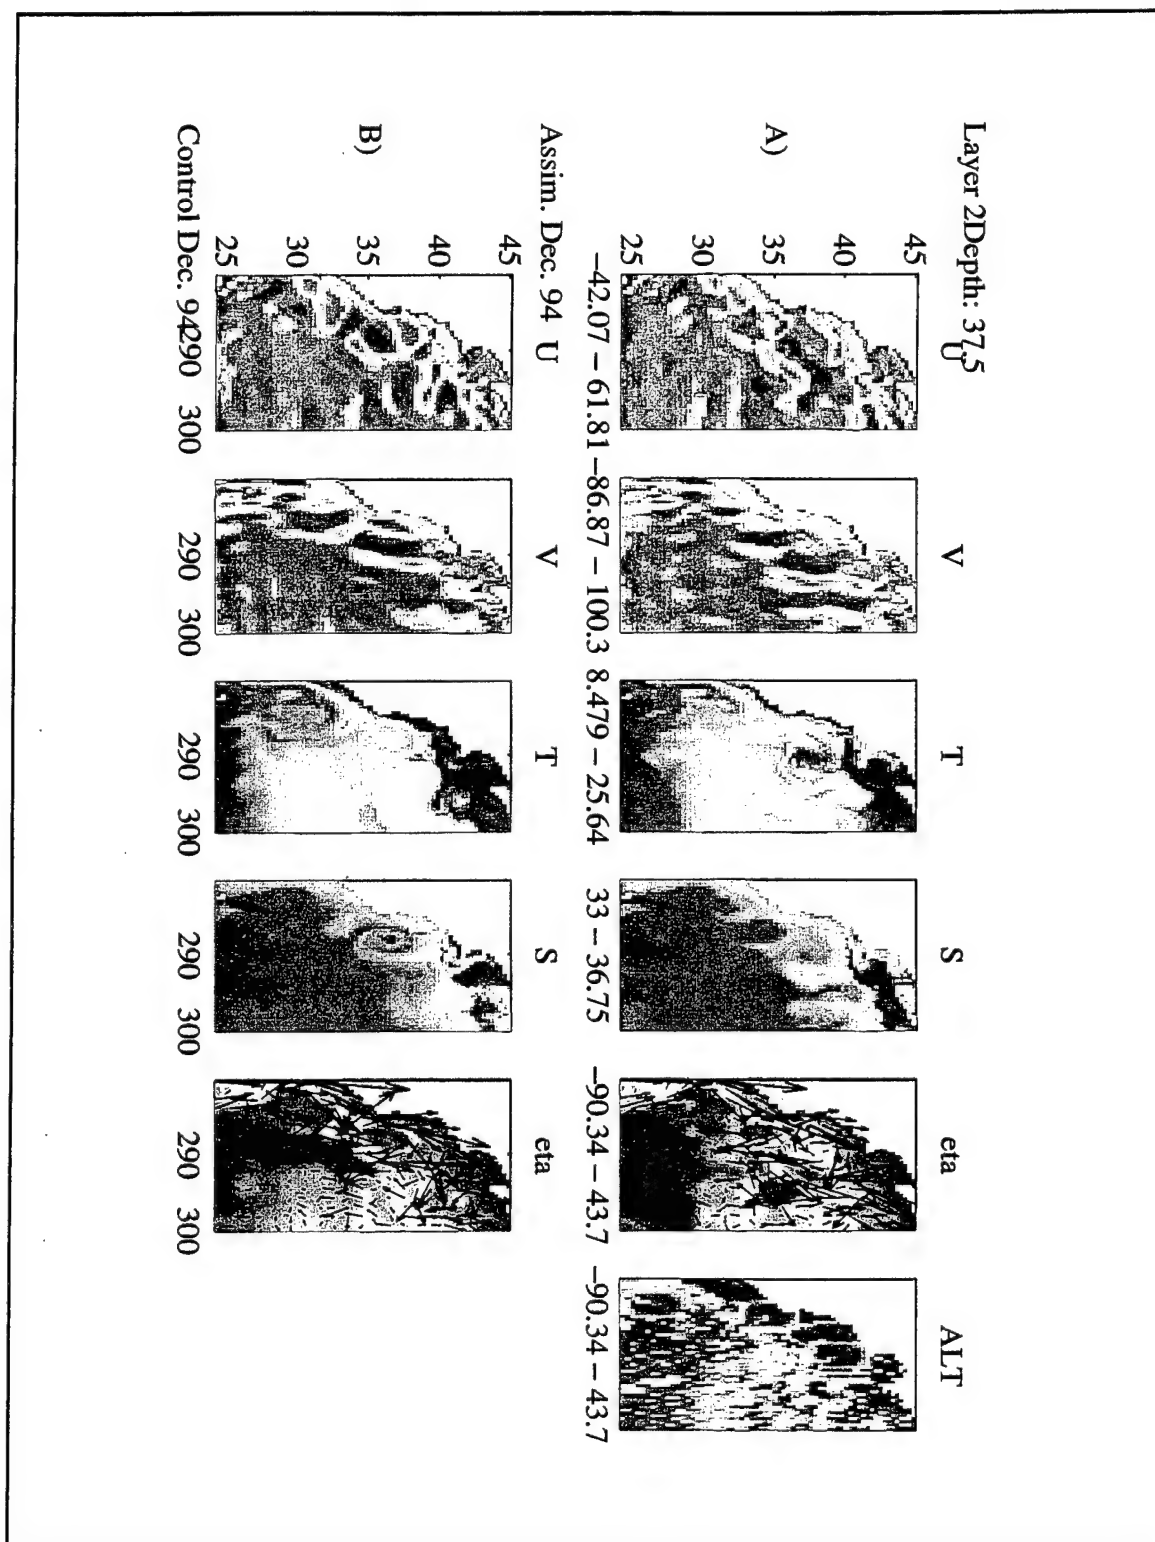 Layer 2Depth: 37.5
U V T S eta ALT
A)
45
40
35
30
25
−42.07 − 61.81 −86.87 − 100.3 8.479 − 25.64 33 − 36.75 −90.34 − 43.7 −90.34 − 43.7
Assim. Dec. 94 U V T S eta
B)
45
40
35
30
25
290 300 290 300 290 300 290 300 290 300
Control Dec. 94